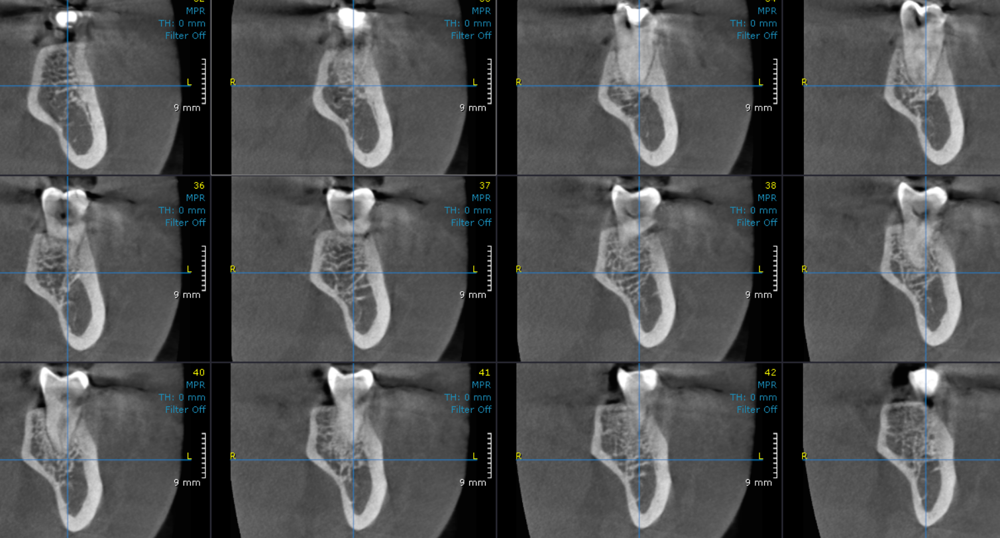 MPR
TH: 0 mm
Filter Off
L
9 mm
MPR
TH: 0 mm
Filter Off
R
L
9 mm
MPR
TH: 0 mm
Filter Off
R
L
9 mm
R
36
MPR
TH: 0 mm
Filter Off
L
9 mm
37
MPR
TH: 0 mm
Filter Off
R
L
9 mm
38
MPR
TH: 0 mm
Filter Off
R
L
9 mm
R
40
MPR
TH: 0 mm
Filter Off
L
9 mm
41
MPR
TH: 0 mm
Filter Off
R
L
9 mm
42
MPR
TH: 0 mm
Filter Off
R
L
9 mm
R